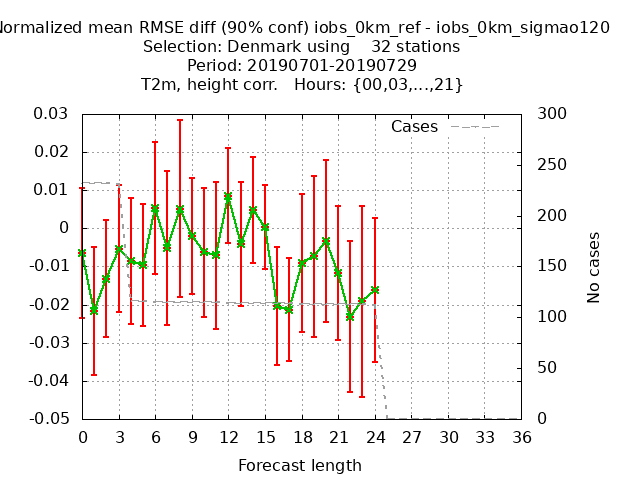 Normalized mean RMSE diff (90% conf) iobs_0km_ref - iobs_0km_sigmao120
Selection: Denmark using    32 stations
Period: 20190701-20190729
T2m, height corr.   Hours: {00,03,...,21}
Cases
0.03
0.02
0.01
0
-0.01
-0.02
-0.03
-0.04
-0.05
300
250
200
150
100
50
0
No cases
0 3 6 9 12 15 18 21 24 27 30 33 36
Forecast length